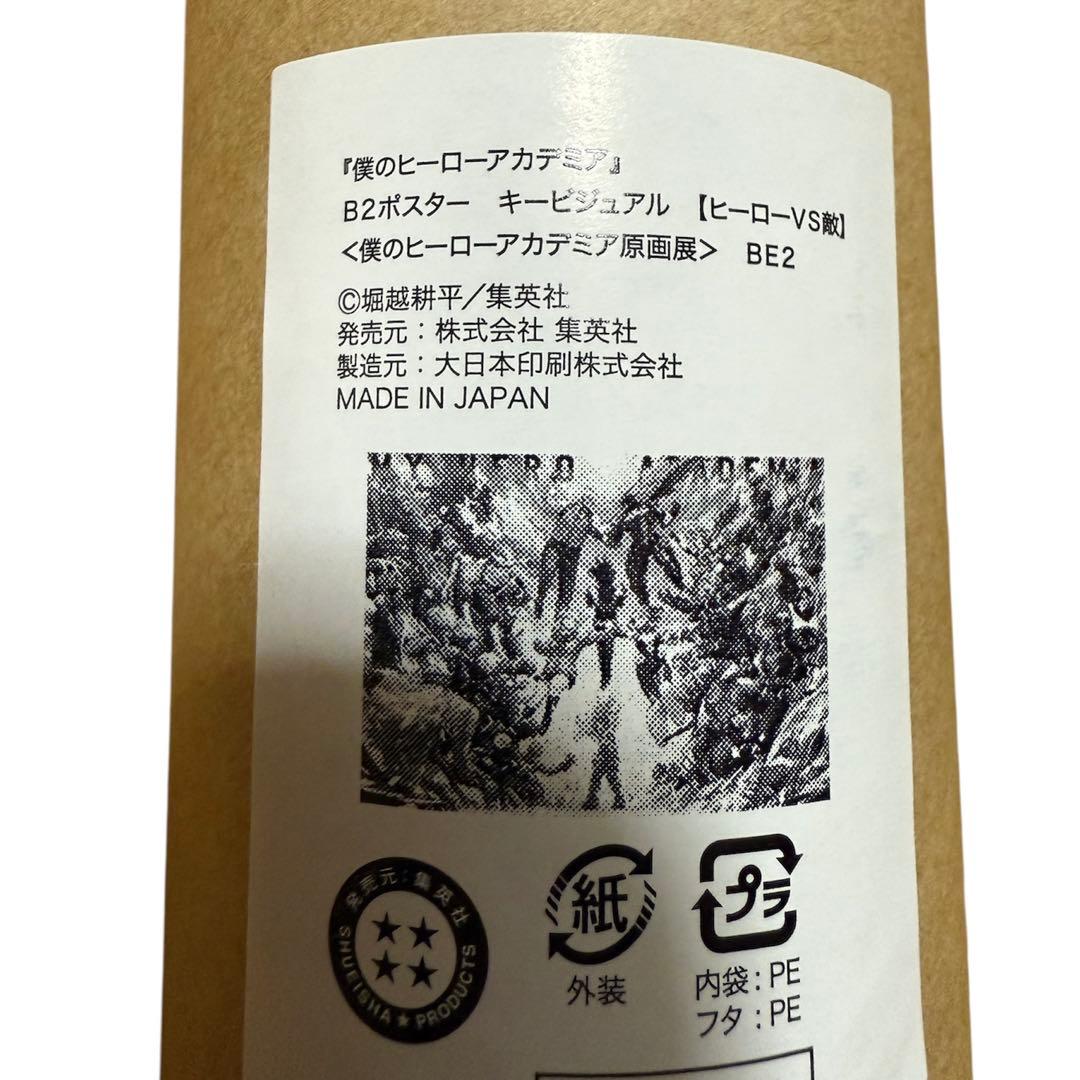 『僕のヒーローアカデミア』
B2ポスター　キービジュアル　【ヒーローVS敵】
<僕のヒーローアカデミア原画展>　BE2
©堀越耕平／集英社
発売元：株式会社 集英社
製造元：大日本印刷株式会社
MADE IN JAPAN
MY HERO ACADEMIA
発売元：集英社
SHUEISHA★PRODUCTS
紙
外装
プラ
内袋：PE
フタ：PE